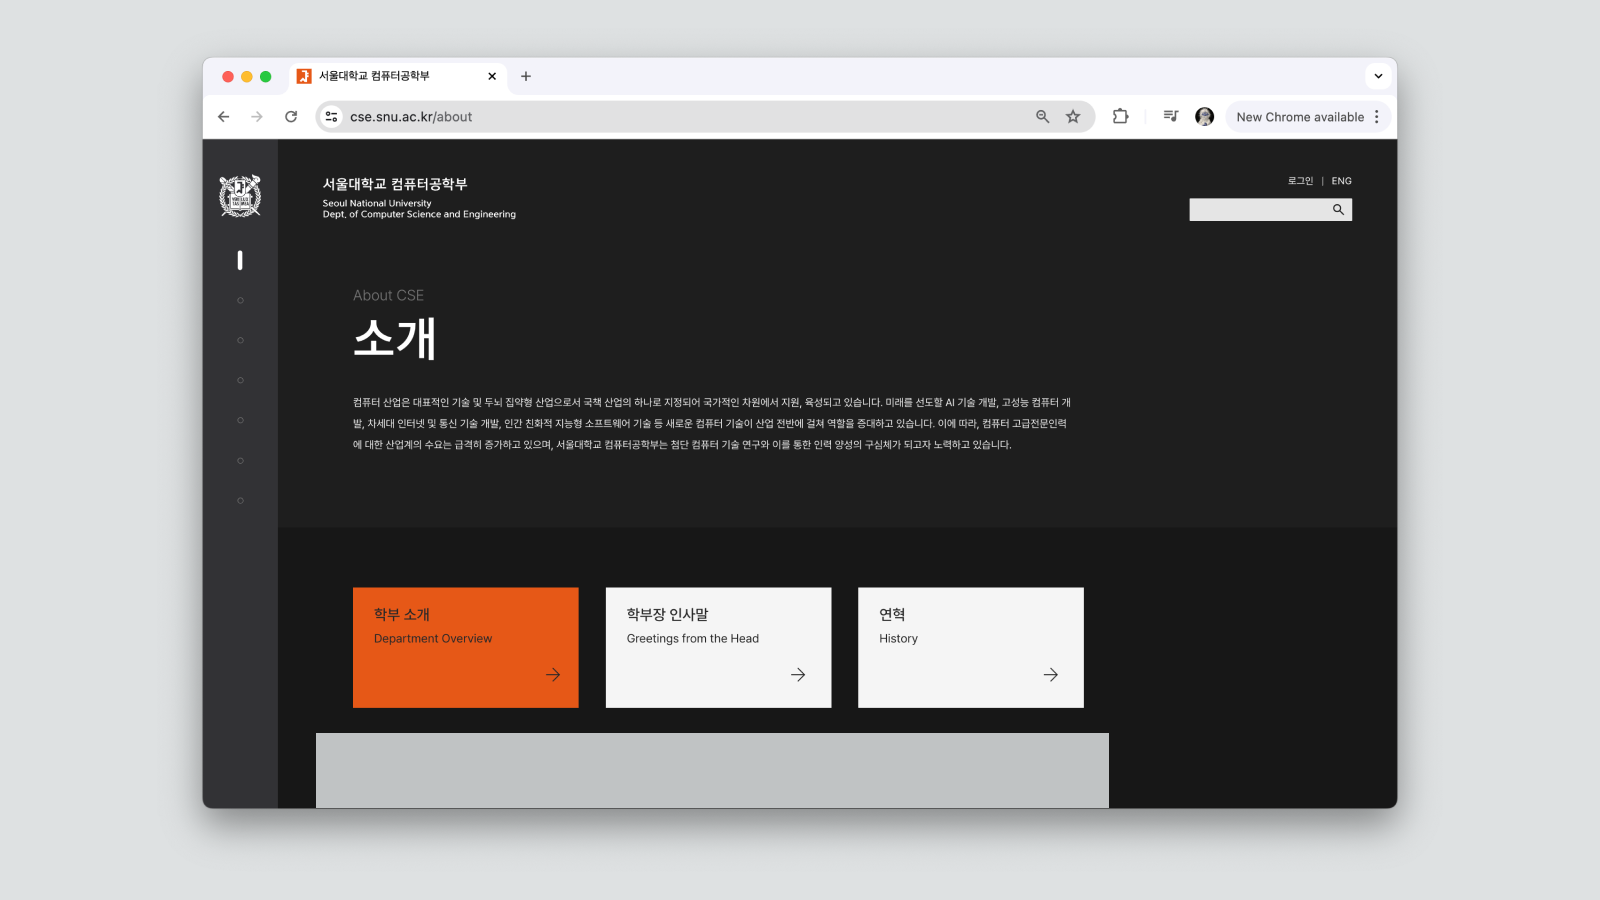 서울대학교 컴퓨터공학부
cse.snu.ac.kr/about
New Chrome available
서울대학교 컴퓨터공학부
Seoul National University
Dept. of Computer Science and Engineering
로그인 | ENG
About CSE
소개
컴퓨터 산업은 대표적인 기술 및 두뇌 집약형 산업으로서 국책 산업의 하나로 지정되어 국가적인 차원에서 지원, 육성되고 있습니다. 미래를 선도할 AI 기술 개발, 고성능 컴퓨터 개
발, 차세대 인터넷 및 통신 기술 개발, 인간 친화적 지능형 소프트웨어 기술 등 새로운 컴퓨터 기술이 산업 전반에 걸쳐 역할을 증대하고 있습니다. 이에 따라, 컴퓨터 고급전문인력
에 대한 산업계의 수요는 급격히 증가하고 있으며, 서울대학교 컴퓨터공학부는 첨단 컴퓨터 기술 연구와 이를 통한 인력 양성의 구심체가 되고자 노력하고 있습니다.
학부 소개
Department Overview
학부장 인사말
Greetings from the Head
연혁
History